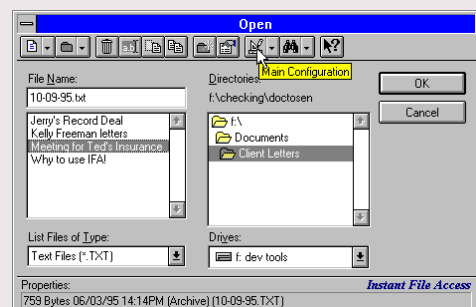 Open
Main Configuration
File Name:
10-09-95.txt
Jerry's Record Deal
Kelly Freeman letters
Meeting for Ted's Insurance
Why to use IFA!
List Files of Type:
Text Files (*.TXT)
Directories:
f:\checking\doctosen
f:\
Documents
Client Letters
Drives:
f: dev tools
OK
Cancel
Properties:
Instant File Access
759 Bytes 06/03/95 14:14PM (Archive) (10-09-95.TXT)